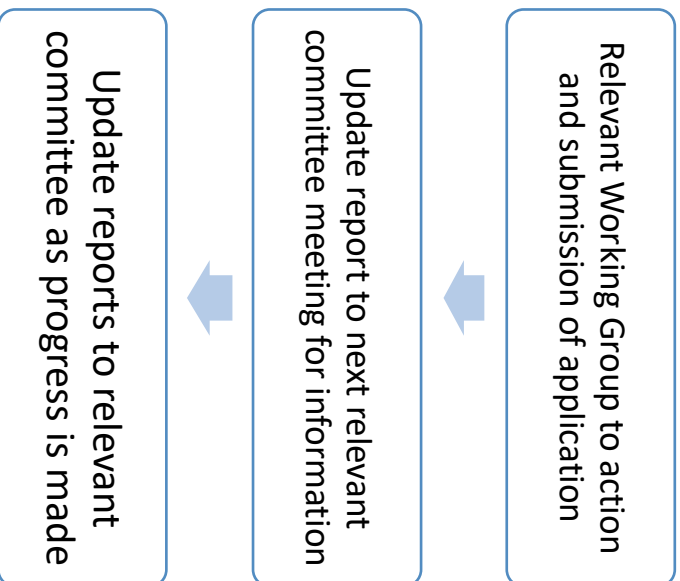 Relevant Working Group to action
and submission of application
Update report to next relevant
committee meeting for information
Update reports to relevant
committee as progress is made